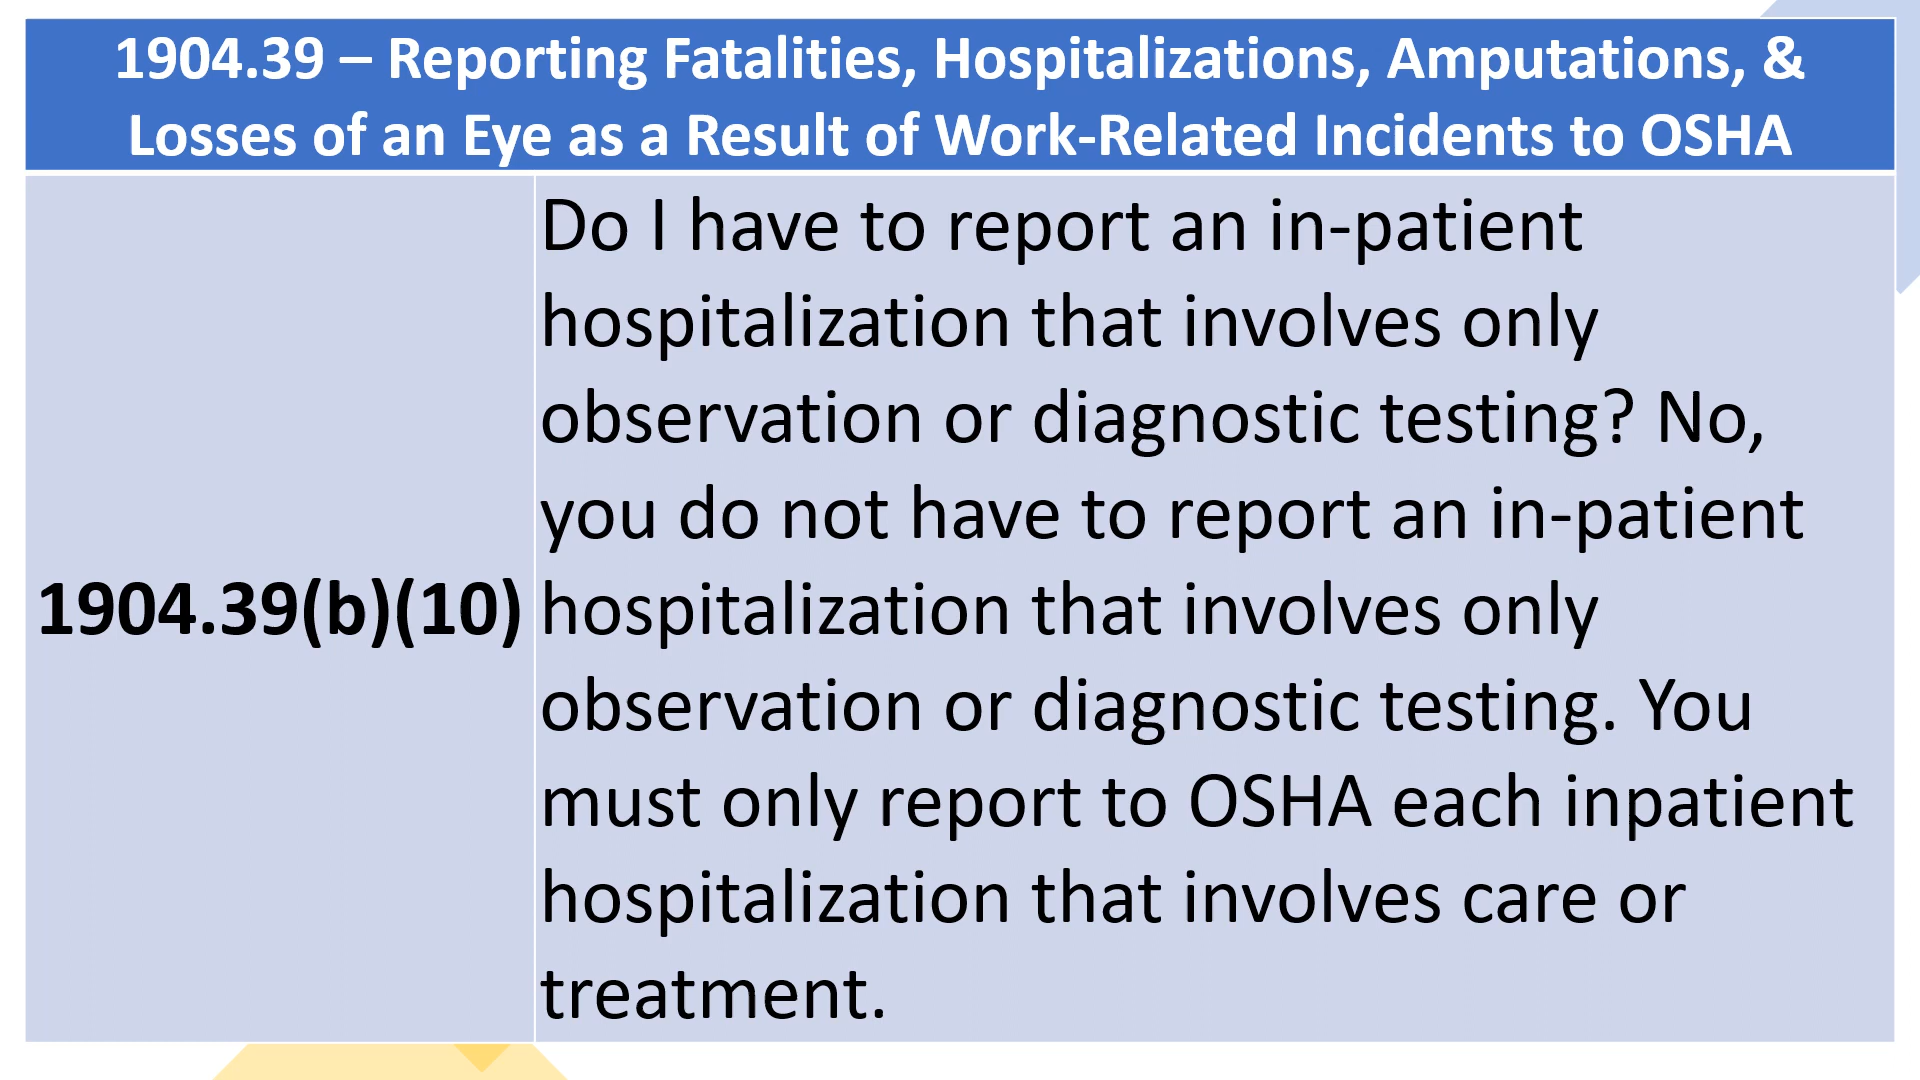 1904.39 – Reporting Fatalities, Hospitalizations, Amputations, &
Losses of an Eye as a Result of Work-Related Incidents to OSHA
1904.39(b)(10)
Do I have to report an in-patient
hospitalization that involves only
observation or diagnostic testing? No,
you do not have to report an in-patient
hospitalization that involves only
observation or diagnostic testing. You
must only report to OSHA each inpatient
hospitalization that involves care or
treatment.